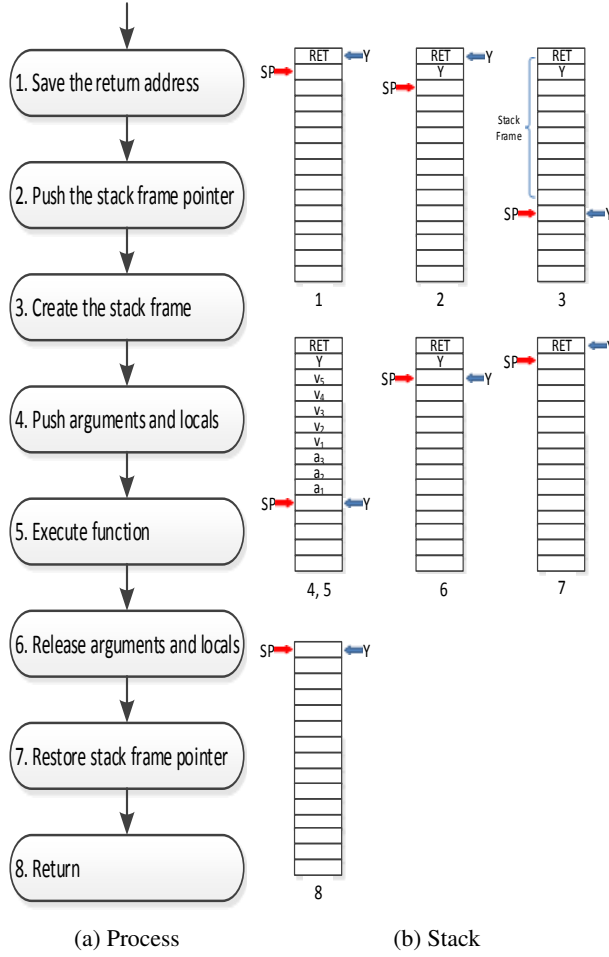 1. Save the return address
2. Push the stack frame pointer
3. Create the stack frame
4. Push arguments and locals
5. Execute function
6. Release arguments and locals
7. Restore stack frame pointer
8. Return
(a) Process
RET
Y
SP
1
RET
Y
Y
SP
2
RET
Y
Stack
Frame
SP
Y
3
RET
Y
v5
v4
v3
v2
v1
a3
a2
a1
SP
Y
4, 5
RET
Y
SP
Y
6
RET
Y
SP
7
SP
Y
8
(b) Stack